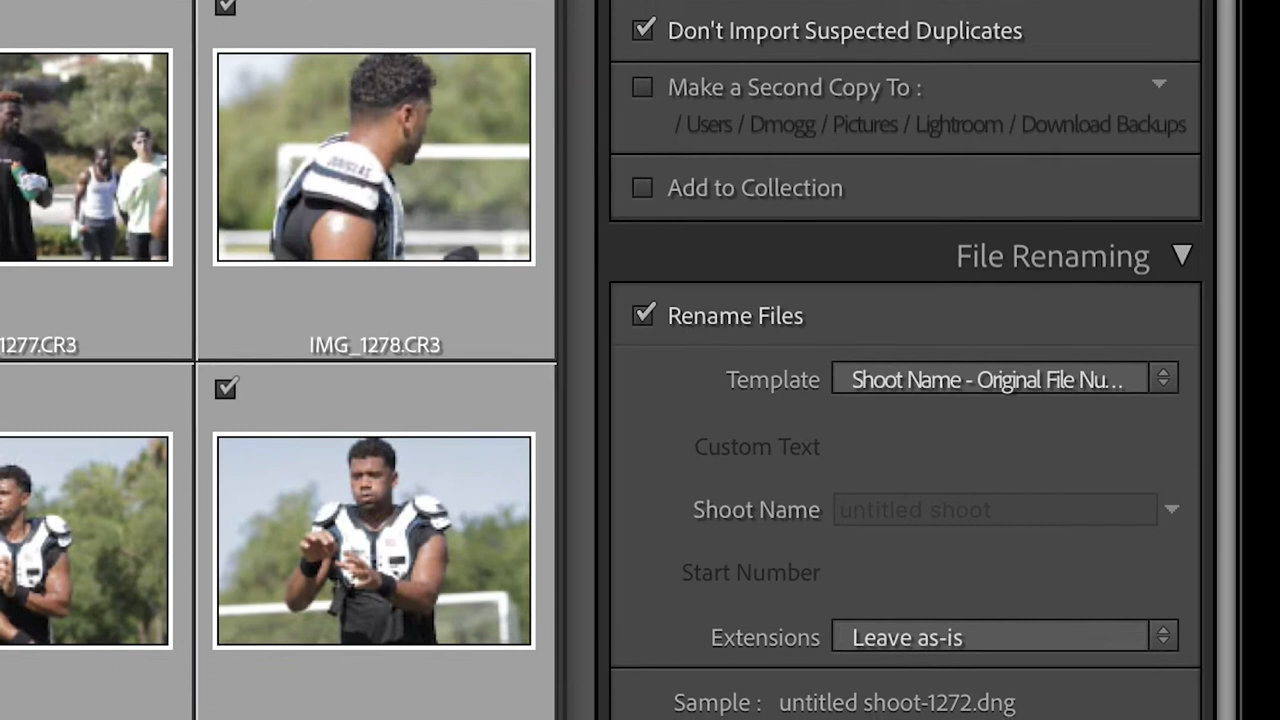 Don't Import Suspected Duplicates
Make a Second Copy To :
/ Users / Dmogg / Pictures / Lightroom / Download Backups
Add to Collection
File Renaming
Rename Files
Template Shoot Name - Original File Nu...
Custom Text
Shoot Name untitled shoot
Start Number
Extensions Leave as-is
Sample : untitled shoot-1272.dng
DOUGLAS
1277.CR3
IMG_1278.CR3